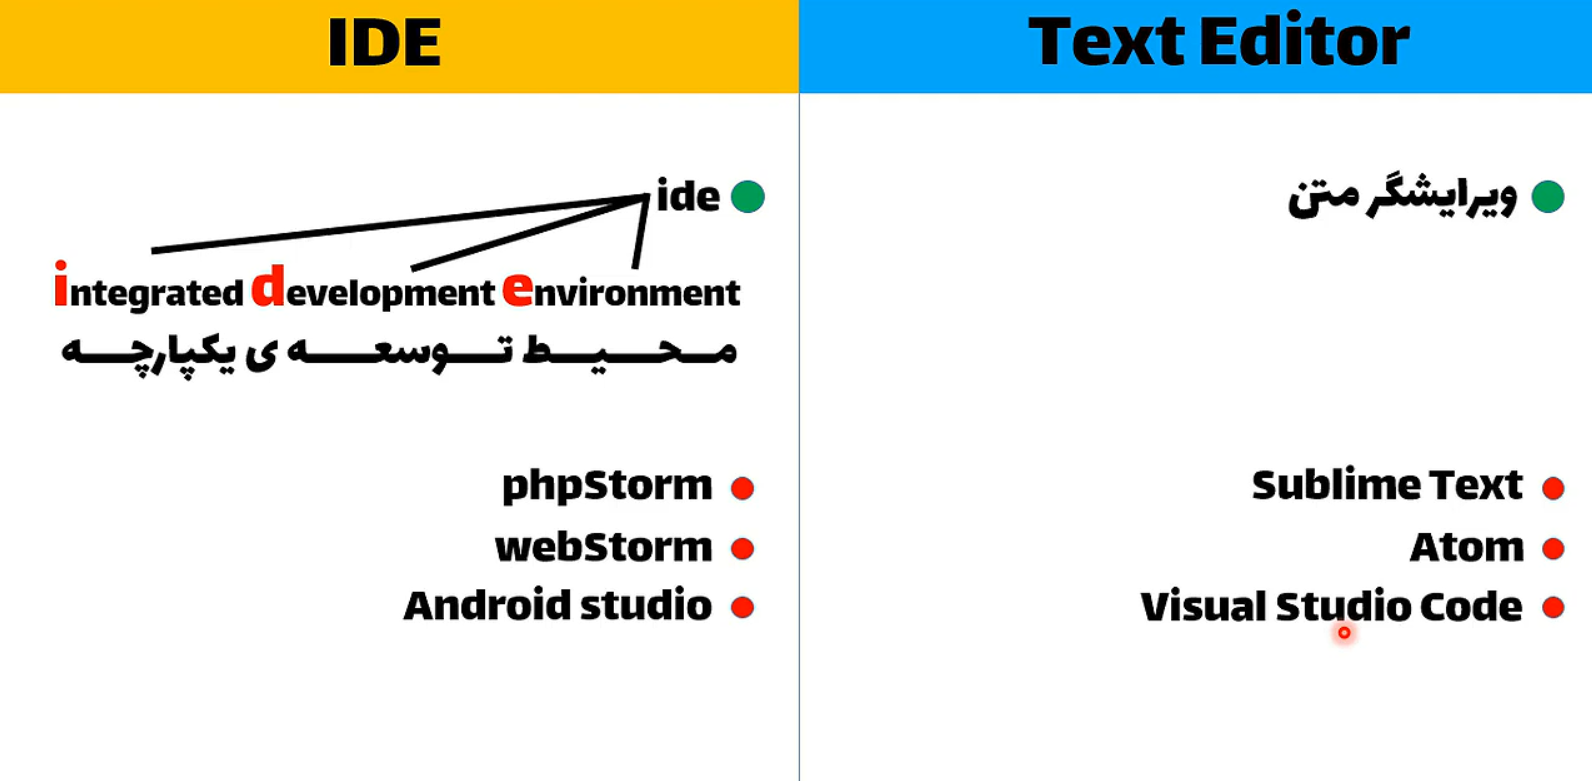 IDE
ide
integrated development environment
محیط توسعه ی یکپارچه
phpStorm
webStorm
Android studio
Text Editor
ویرایشگر متن
Sublime Text
Atom
Visual Studio Code